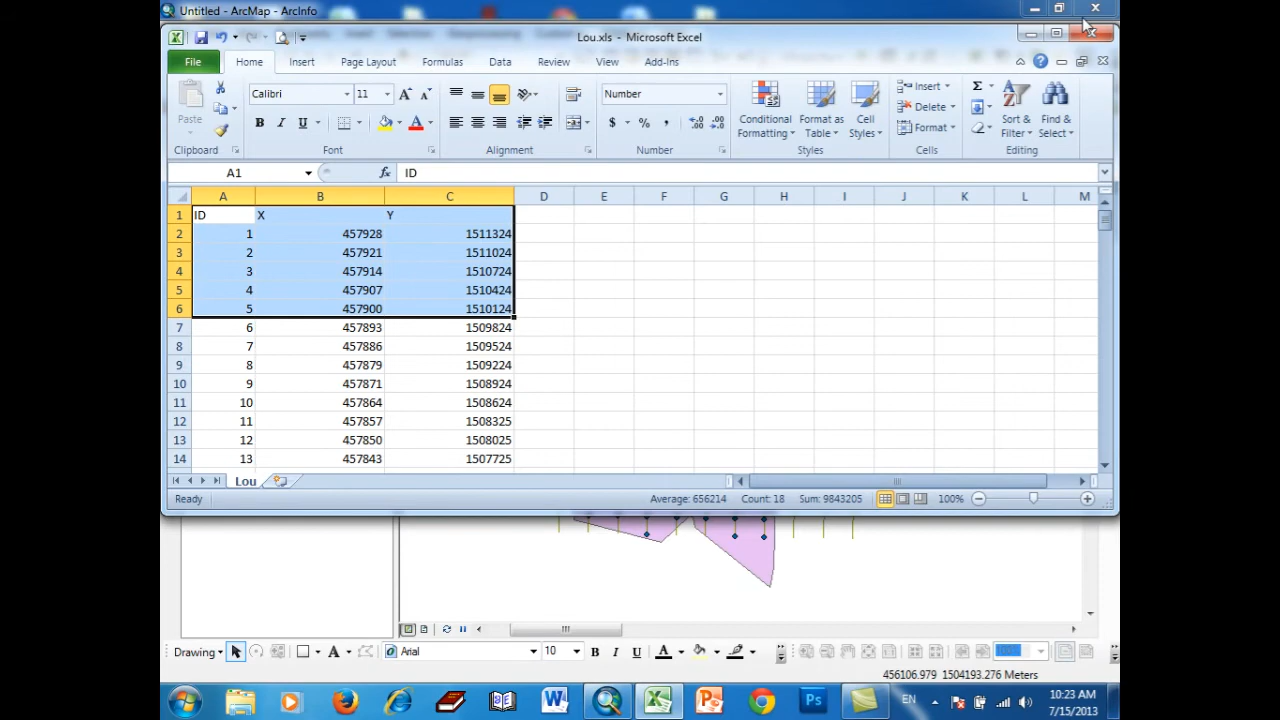 Untitled - ArcMap - ArcInfo
Lou.xls - Microsoft Excel
File Home Insert Page Layout Formulas Data Review View Add-Ins
Calibri 11 Number Insert
Paste Delete
B I U $ % , Conditional Formatting Format as Table Cell Styles Format Sort & Filter Find & Select
Clipboard Font Alignment Number Styles Cells Editing
A1 fx ID
A B C D E F G H I J K L M
1 ID X Y
2 1 457928 1511324
3 2 457921 1511024
4 3 457914 1510724
5 4 457907 1510424
6 5 457900 1510124
7 6 457893 1509824
8 7 457886 1509524
9 8 457879 1509224
10 9 457871 1508924
11 10 457864 1508624
12 11 457857 1508325
13 12 457850 1508025
14 13 457843 1507725
Lou
Ready Average: 656214 Count: 18 Sum: 9843205 100%
Drawing A Arial 10 B I U A 100%
456106.979 1504193.276 Meters
EN 10:23 AM
7/15/2013